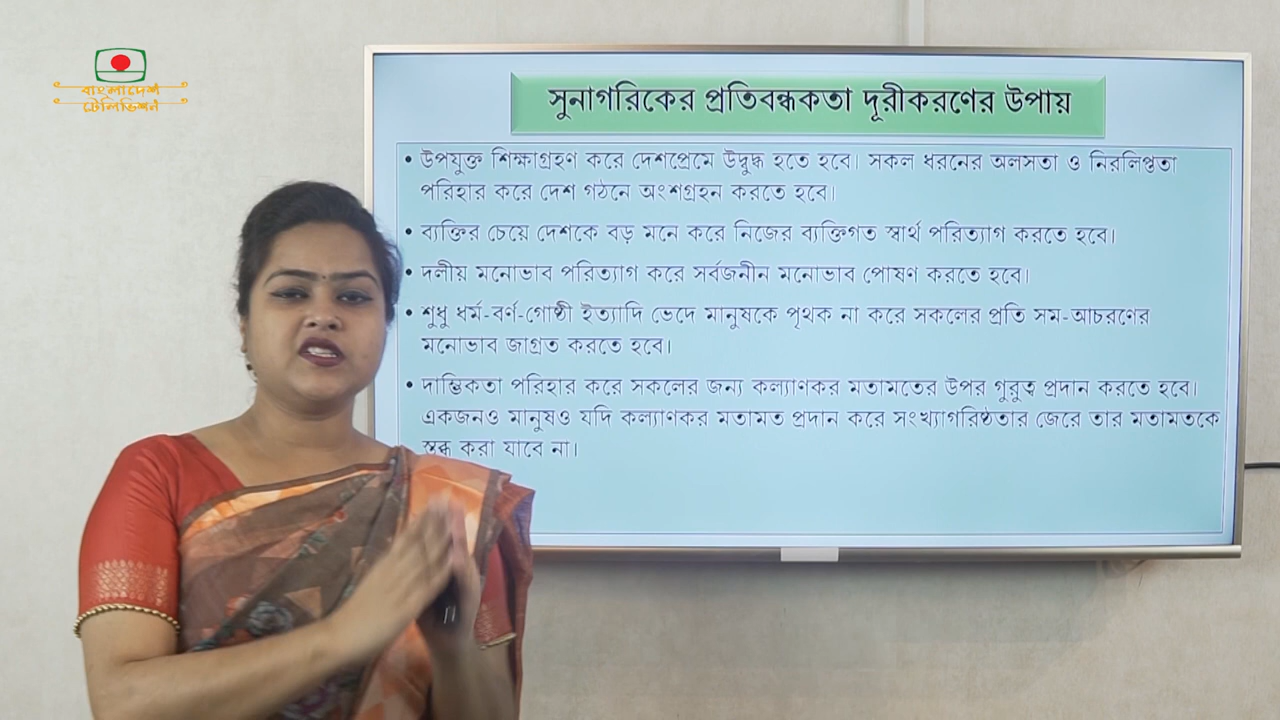 বাংলাদেশ
টেলিভিশন
সুনাগরিকের প্রতিবন্ধকতা দূরীকরণের উপায়
• উপযুক্ত শিক্ষাগ্রহণ করে দেশপ্রেমে উদ্বুদ্ধ হতে হবে। সকল ধরনের অলসতা ও নিরলিপ্ততা
পরিহার করে দেশ গঠনে অংশগ্রহন করতে হবে।
• ব্যক্তির চেয়ে দেশকে বড় মনে করে নিজের ব্যক্তিগত স্বার্থ পরিত্যাগ করতে হবে।
• দলীয় মনোভাব পরিত্যাগ করে সর্বজনীন মনোভাব পোষণ করতে হবে।
• শুধু ধর্ম-বর্ণ-গোষ্ঠী ইত্যাদি ভেদে মানুষকে পৃথক না করে সকলের প্রতি সম-আচরণের
মনোভাব জাগ্রত করতে হবে।
• দাম্ভিকতা পরিহার করে সকলের জন্য কল্যাণকর মতামতের উপর গুরুত্ব প্রদান করতে হবে।
একজনও মানুষও যদি কল্যাণকর মতামত প্রদান করে সংখ্যাগরিষ্ঠতার জেরে তার মতামতকে
স্তব্ধ করা যাবে না।